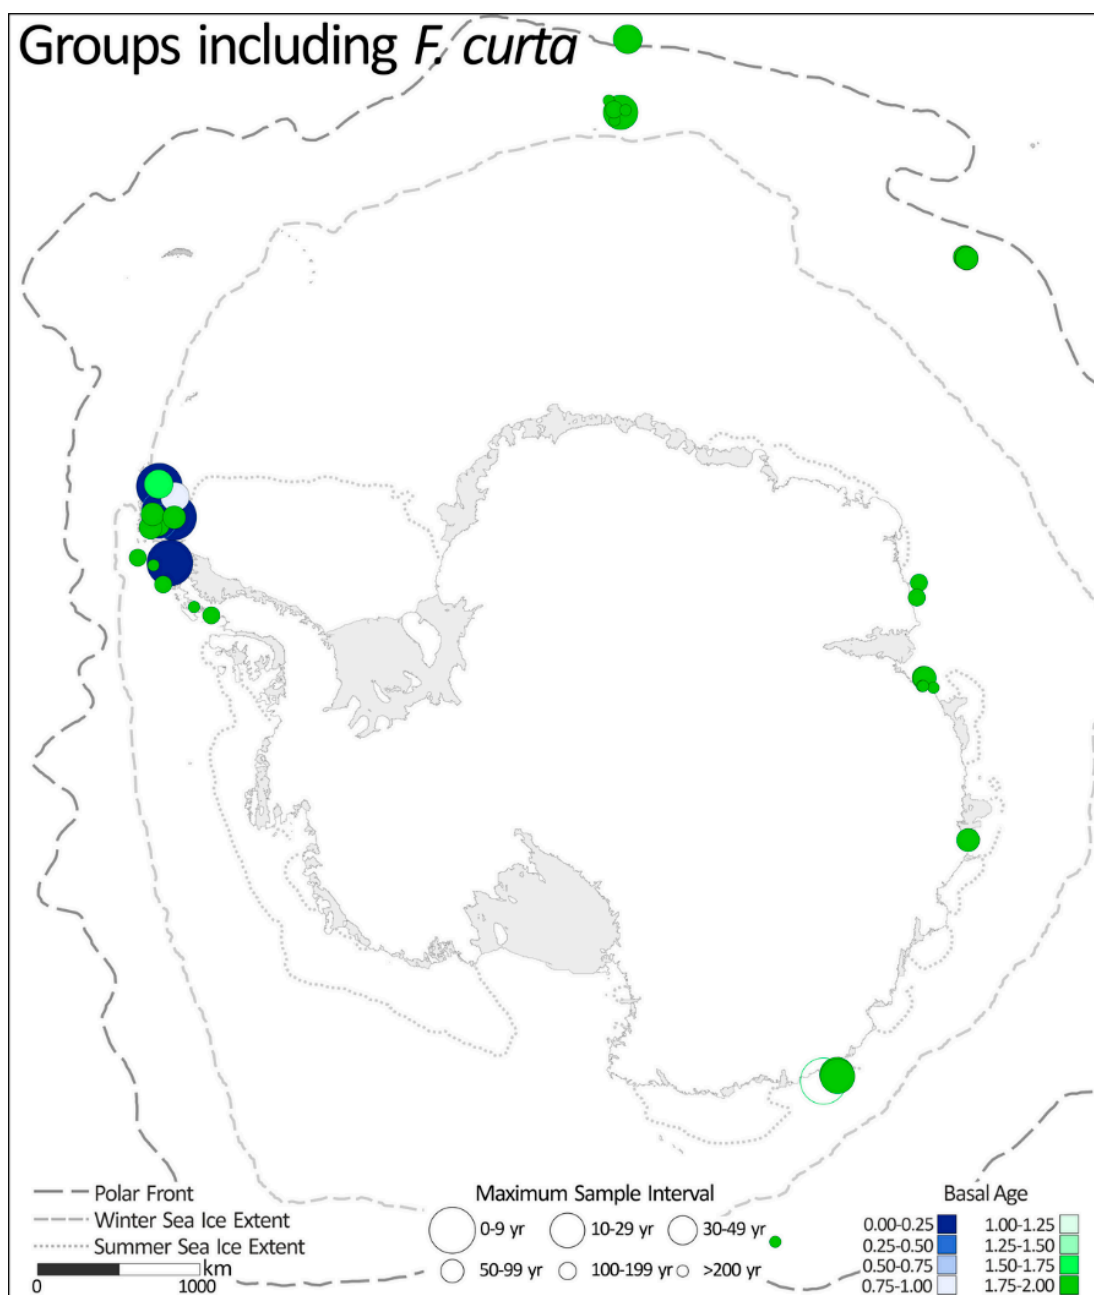 Groups including F. curta
Polar Front
Winter Sea Ice Extent
Summer Sea Ice Extent
km
0 1000
Maximum Sample Interval
0-9 yr 10-29 yr 30-49 yr
50-99 yr 100-199 yr >200 yr
Basal Age
0.00-0.25 1.00-1.25
0.25-0.50 1.25-1.50
0.50-0.75 1.50-1.75
0.75-1.00 1.75-2.00